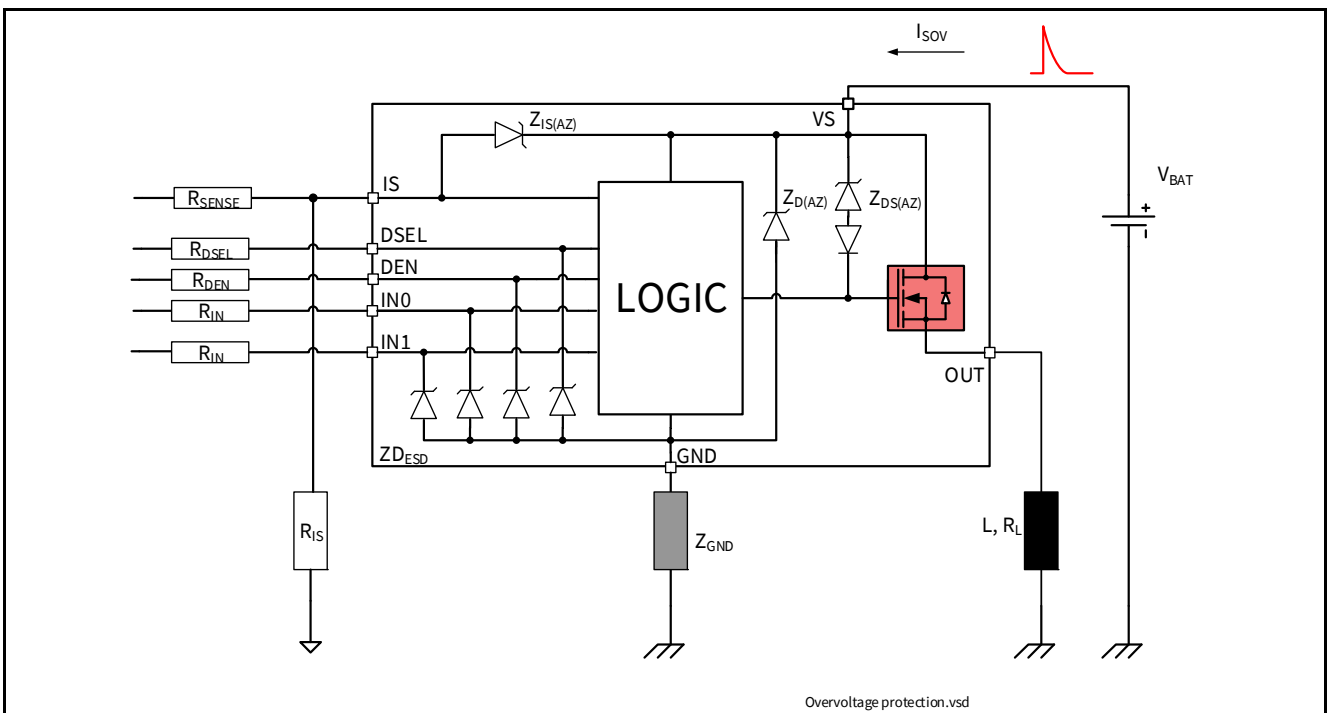 I_SOV
VS
Z_IS(AZ)
V_BAT
IS
R_SENSE
Z_D(AZ)
Z_DS(AZ)
DSEL
R_DSEL
DEN
R_DEN
LOGIC
IN0
R_IN
IN1
R_IN
OUT
ZD_ESD
GND
R_IS
Z_GND
L, R_L
+
Overvoltage protection.vsd